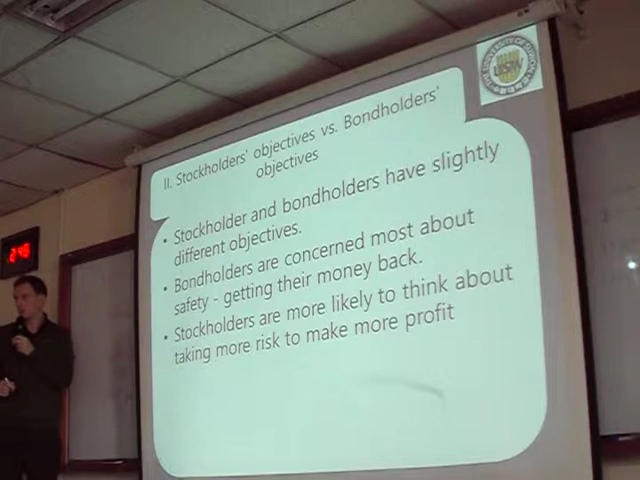 II. Stockholders' objectives vs. Bondholders'
objectives
• Stockholder and bondholders have slightly
different objectives.
• Bondholders are concerned most about
safety - getting their money back.
• Stockholders are more likely to think about
taking more risk to make more profit